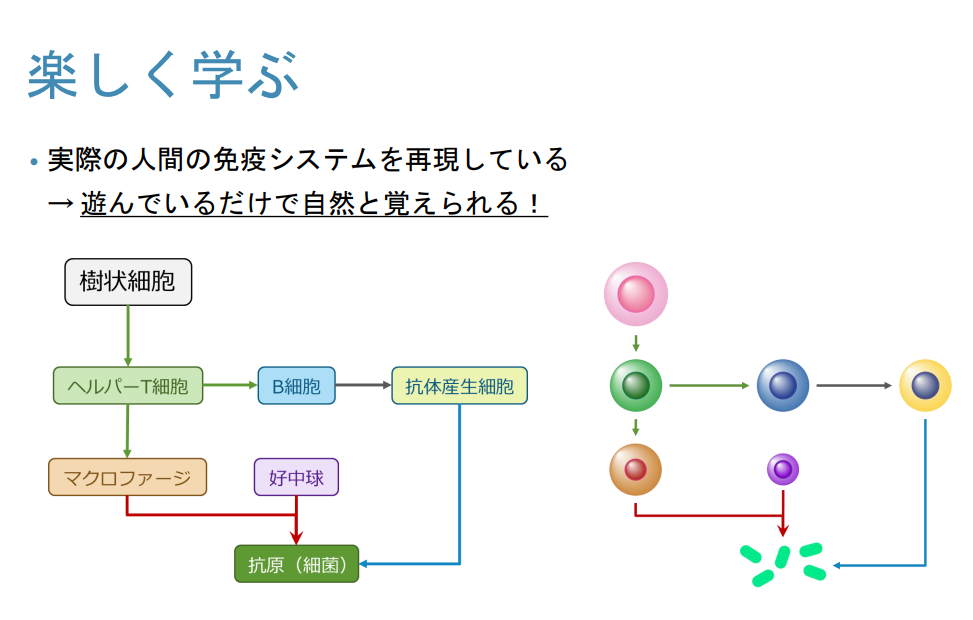 楽しく学ぶ
• 実際の人間の免疫システムを再現している
→ 遊んでいるだけで自然と覚えられる！
樹状細胞
ヘルパーT細胞
B細胞
抗体産生細胞
マクロファージ
好中球
抗原（細菌）